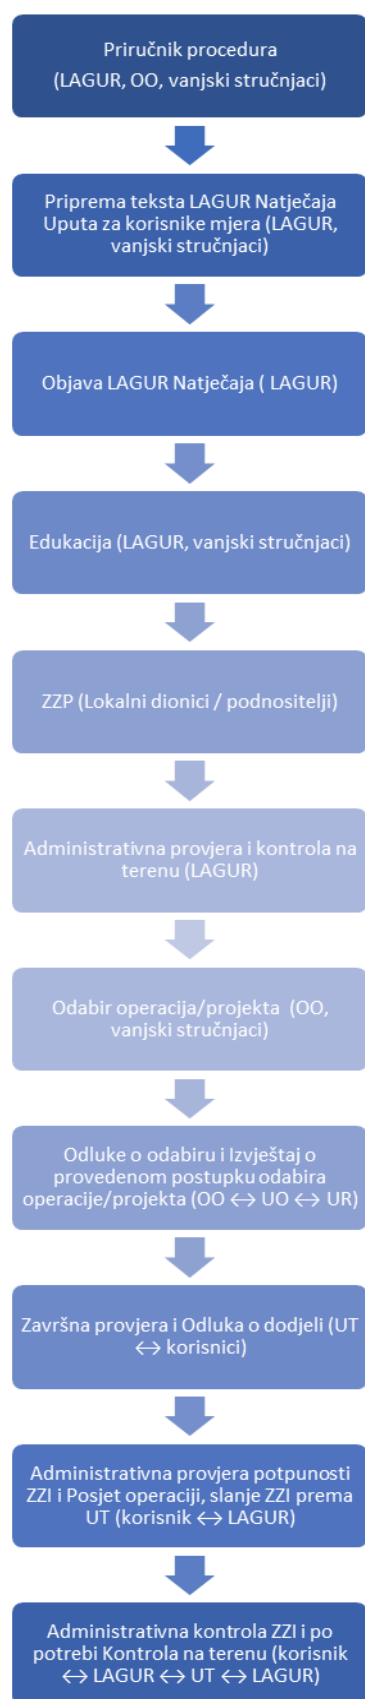 Priručnik procedura
(LAGUR, OO, vanjski stručnjaci)
Priprema teksta LAGUR Natječaja
Uputa za korisnike mjera (LAGUR,
vanjski stručnjaci)
Objava LAGUR Natječaja ( LAGUR)
Edukacija (LAGUR, vanjski stručnjaci)
ZZP (Lokalni dionici / podnositelji)
Administrativna provjera i kontrola na
terenu (LAGUR)
Odabir operacija/projekta (OO,
vanjski stručnjaci)
Odluke o odabiru i Izvještaj o
provedenom postupku odabira
operacije/projekta (OO ↔ UO ↔ UR)
Završna provjera i Odluka o dodjeli (UT
↔ korisnici)
Administrativna provjera potpunosti
ZZI i Posjet operaciji, slanje ZZI prema
UT (korisnik ↔ LAGUR)
Administrativna kontrola ZZI i po
potrebi Kontrola na terenu (korisnik
↔ LAGUR ↔ UT ↔ LAGUR)